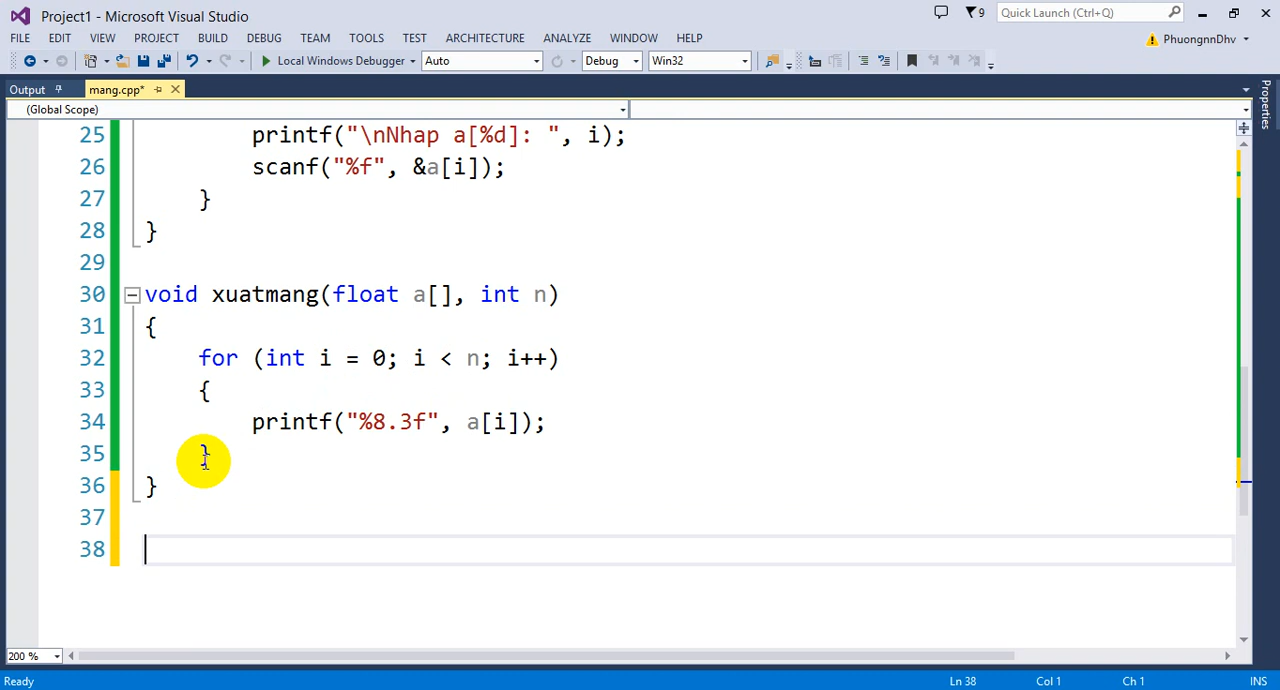 Project1 - Microsoft Visual Studio
9
Quick Launch (Ctrl+Q)
FILE EDIT VIEW PROJECT BUILD DEBUG TEAM TOOLS TEST ARCHITECTURE ANALYZE WINDOW HELP
PhuongnnDhv
Local Windows Debugger Auto Debug Win32
Output mang.cpp*
Properties
(Global Scope)
25 printf("\nNhap a[%d]: ", i);
26 scanf("%f", &a[i]);
27 }
28 }
29
30 void xuatmang(float a[], int n)
31 {
32 for (int i = 0; i < n; i++)
33 {
34 printf("%8.3f", a[i]);
35 }
36 }
37
38
200 %
Ready Ln 38 Col 1 Ch 1 INS